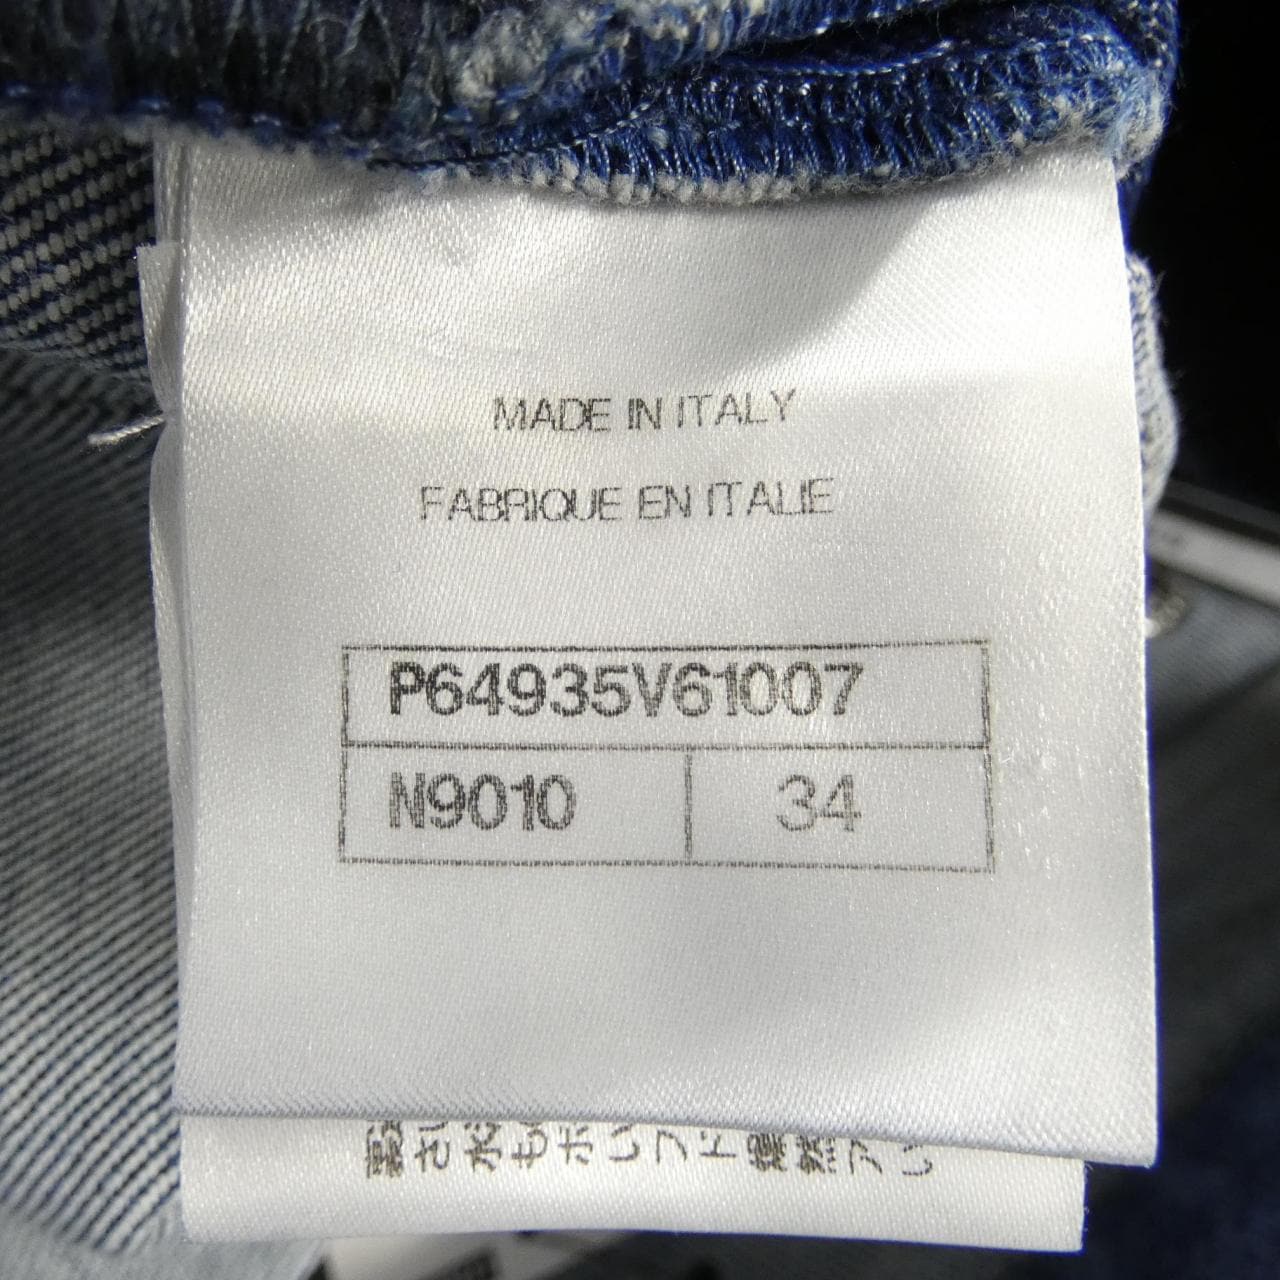 MADE IN ITALY
FABRIQUE EN ITALIE
P64935V61007
N9010 34